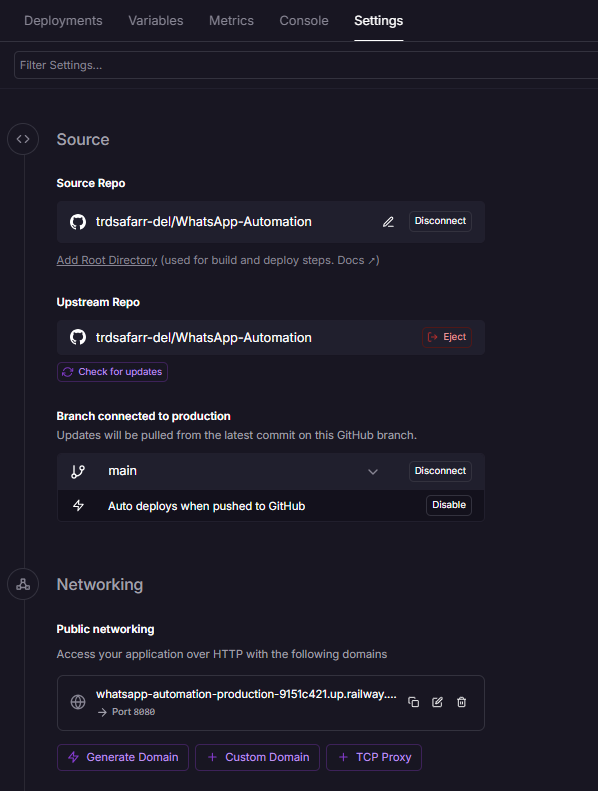 Deployments Variables Metrics Console Settings
Filter Settings...
Source
Source Repo
trdsafarr-del/WhatsApp-Automation Disconnect
Add Root Directory (used for build and deploy steps. Docs ↗)
Upstream Repo
trdsafarr-del/WhatsApp-Automation Eject
Check for updates
Branch connected to production
Updates will be pulled from the latest commit on this GitHub branch.
main Disconnect
Auto deploys when pushed to GitHub Disable
Networking
Public networking
Access your application over HTTP with the following domains
whatsapp-automation-production-9151c421.up.railway....
→ Port 8080
Generate Domain + Custom Domain + TCP Proxy